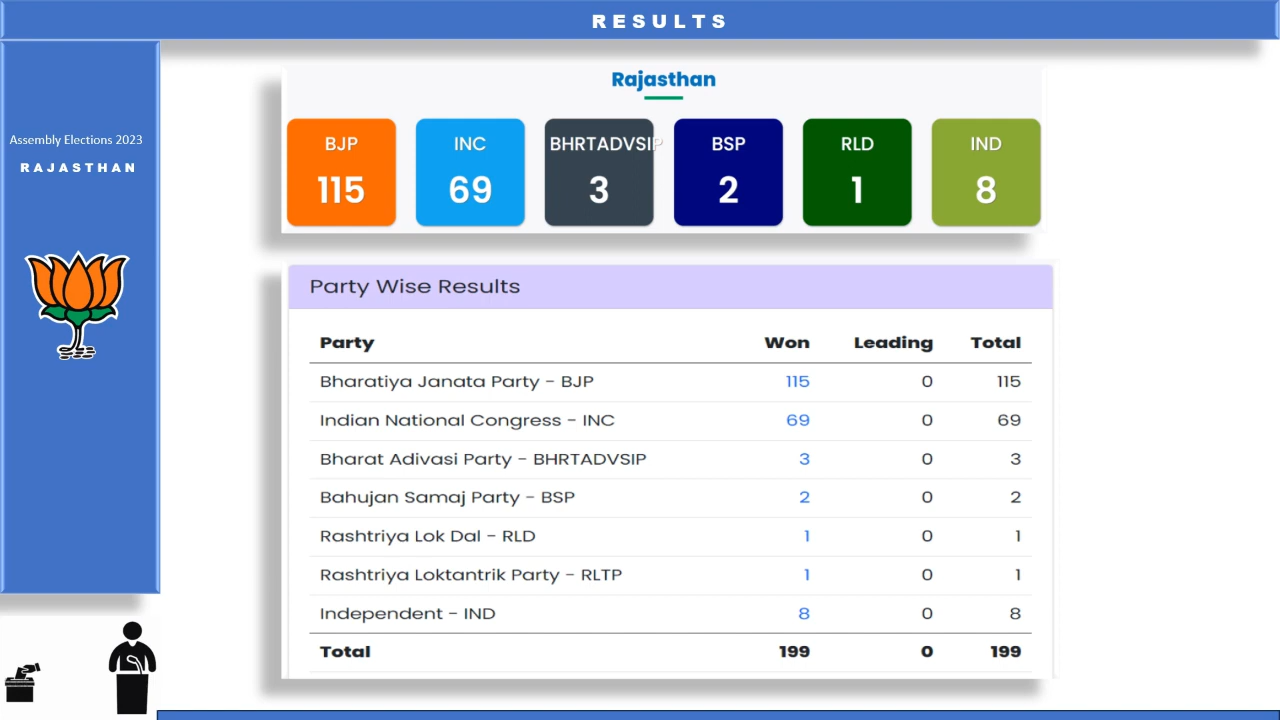 RESULTS
Assembly Elections 2023
RAJASTHAN
Rajasthan
BJP INC BHRTADVSIP BSP RLD IND
115 69 3 2 1 8
Party Wise Results
Party Won Leading Total
Bharatiya Janata Party - BJP 115 0 115
Indian National Congress - INC 69 0 69
Bharat Adivasi Party - BHRTADVSIP 3 0 3
Bahujan Samaj Party - BSP 2 0 2
Rashtriya Lok Dal - RLD 1 0 1
Rashtriya Loktantrik Party - RLTP 1 0 1
Independent - IND 8 0 8
Total 199 0 199